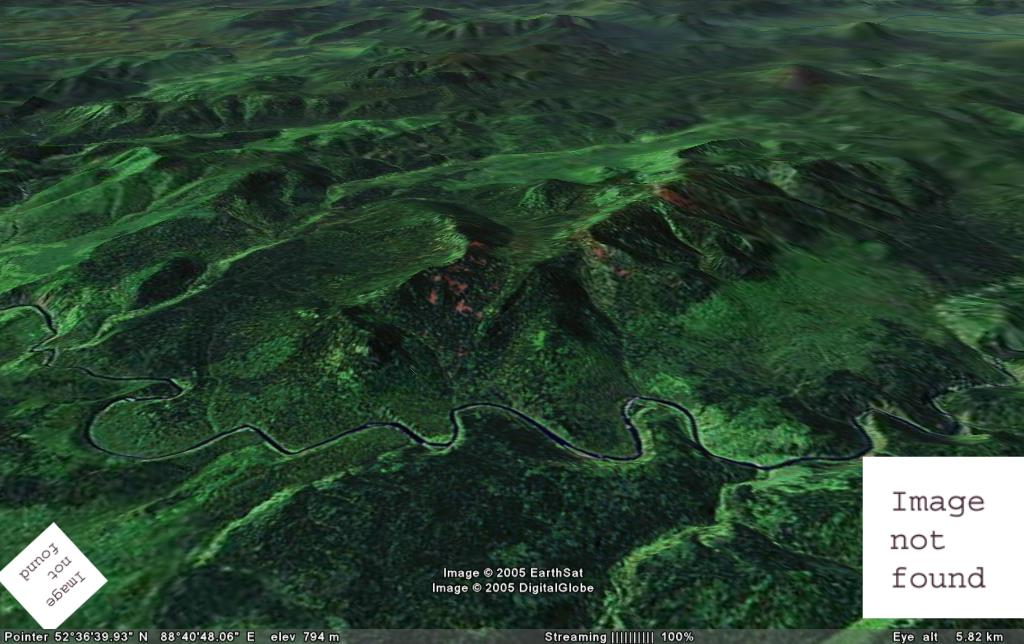 Image
not
found
Image
not
found
Image © 2005 EarthSat
Image © 2005 DigitalGlobe
Pointer 52°36'39.93" N 88°40'48.06" E elev 794 m Streaming |||||||||| 100% Eye alt 5.82 km